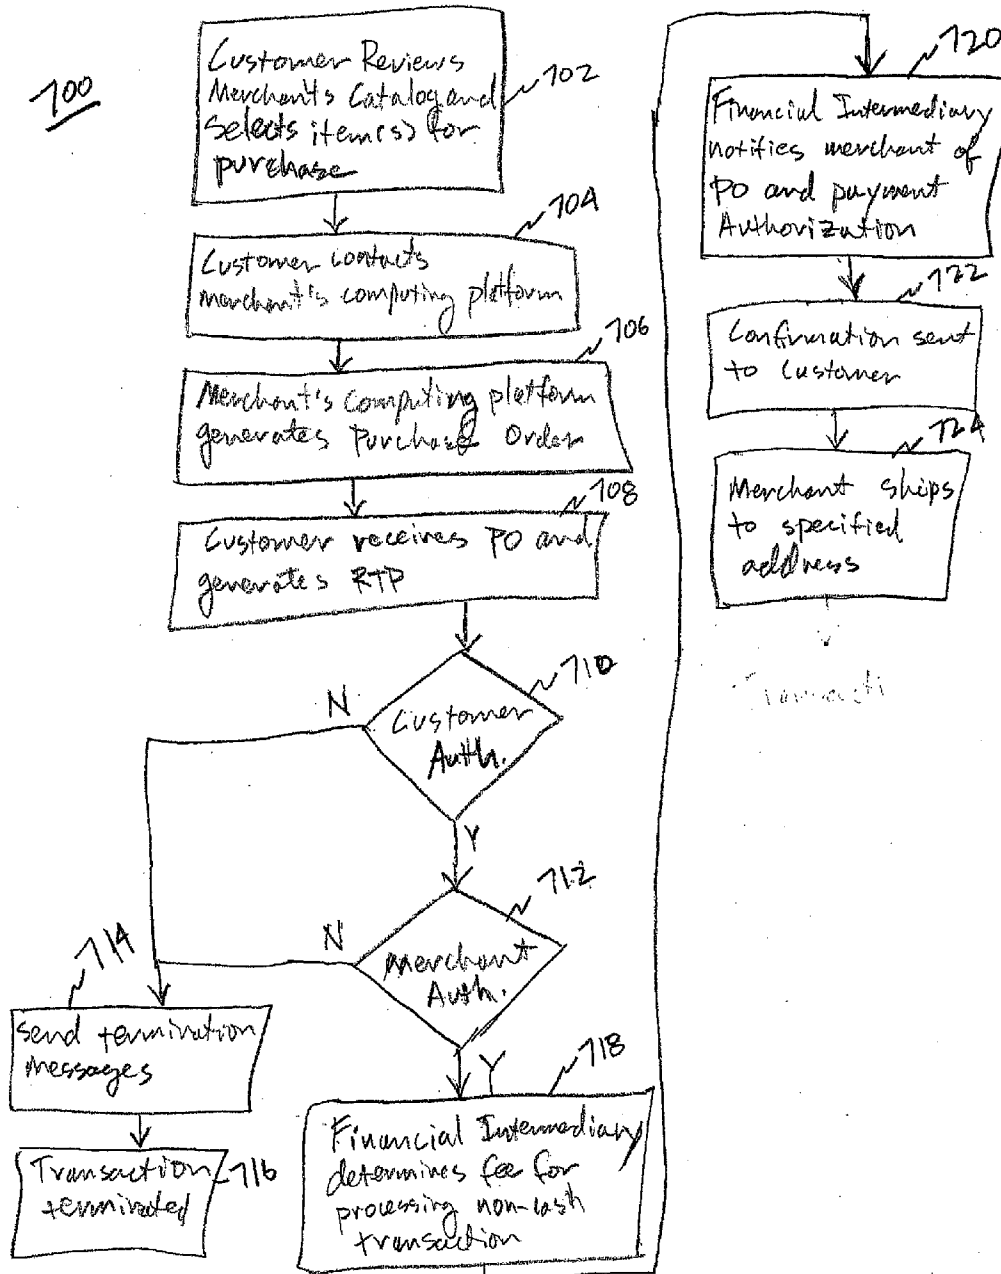 700
Customer Reviews
Merchants Catalog and
selects item(s) for
purchase
702
704
Customer contacts
merchant's computing platform
706
Merchant's computing platform
generates Purchase Order
708
Customer receives PO and
generates RTP
710
N
Customer
Auth.
Y
712
N
Merchant
Auth.
Y
714
send termination
messages
Transaction
terminated
716
718
Financial Intermediary
determines fee for
processing non-cash
transaction
720
Financial Intermediary
notifies merchant of
PO and payment
Authorization
722
Confirmation sent
to Customer
724
Merchant ships
to specified
address